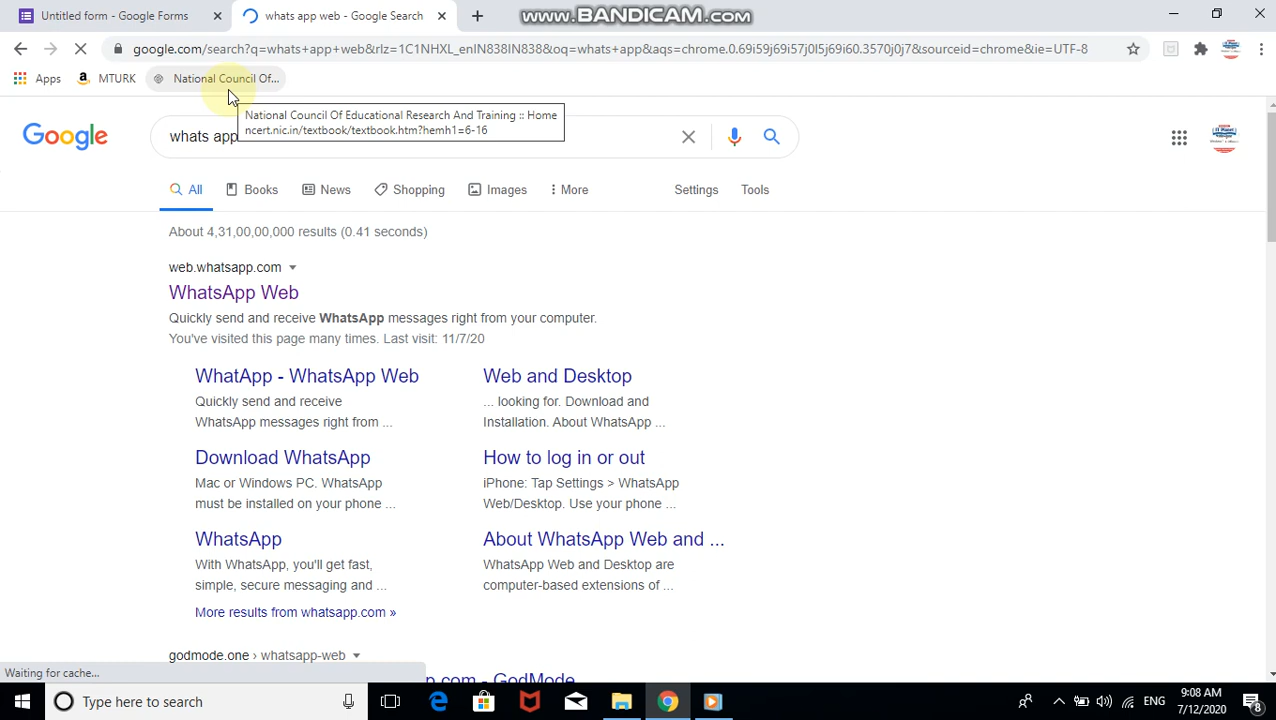 Untitled form - Google Forms
whats app web - Google Search
www.BANDICAM.com
google.com/search?q=whats+app+web&rlz=1C1NHXL_enIN838IN838&oq=whats+app&aqs=chrome.0.69i59j69i57j0l5j69i60.3570j0j7&sourceid=chrome&ie=UTF-8
Apps
MTURK
National Council Of...
National Council Of Educational Research And Training :: Home
ncert.nic.in/textbook/textbook.htm?hemh1=6-16
Google
whats app
All
Books
News
Shopping
Images
More
Settings
Tools
About 4,31,00,00,000 results (0.41 seconds)
web.whatsapp.com
WhatsApp Web
Quickly send and receive WhatsApp messages right from your computer.
You've visited this page many times. Last visit: 11/7/20
WhatApp - WhatsApp Web
Quickly send and receive
WhatsApp messages right from ...
Web and Desktop
... looking for. Download and
Installation. About WhatsApp ...
Download WhatsApp
Mac or Windows PC. WhatsApp
must be installed on your phone ...
How to log in or out
iPhone: Tap Settings > WhatsApp
Web/Desktop. Use your phone ...
WhatsApp
With WhatsApp, you'll get fast,
simple, secure messaging and ...
About WhatsApp Web and ...
WhatsApp Web and Desktop are
computer-based extensions of ...
More results from whatsapp.com »
godmode.one › whatsapp-web
p.com - GodMode
Waiting for cache...
Type here to search
ENG
9:08 AM
7/12/2020
8